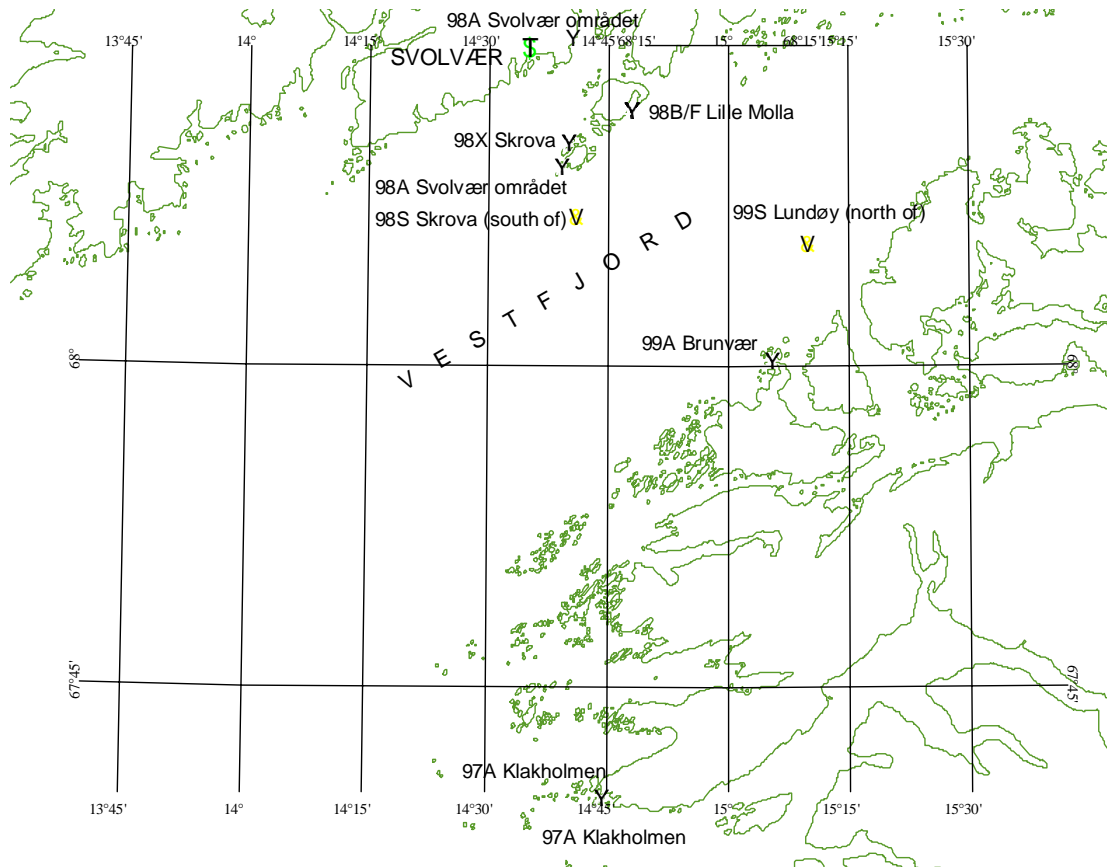 98A Svolvær området
13°45' 14° 14°15' 14°30' 14°45' 68°15' 15° 68°15' 15°15' 15°30'
S
T
Y
SVOLVÆR
Y 98B/F Lille Molla
98X Skrova Y
Y
98A Svolvær området
98S Skrova (south of) V
99S Lundøy (north of)
V
VESTFJORD
99A Brunvær
Y
68° 68°
67°45' 67°45'
97A Klakholmen
Y
13°45' 14° 14°15' 14°30' 14°45' 15° 15°15' 15°30'
97A Klakholmen